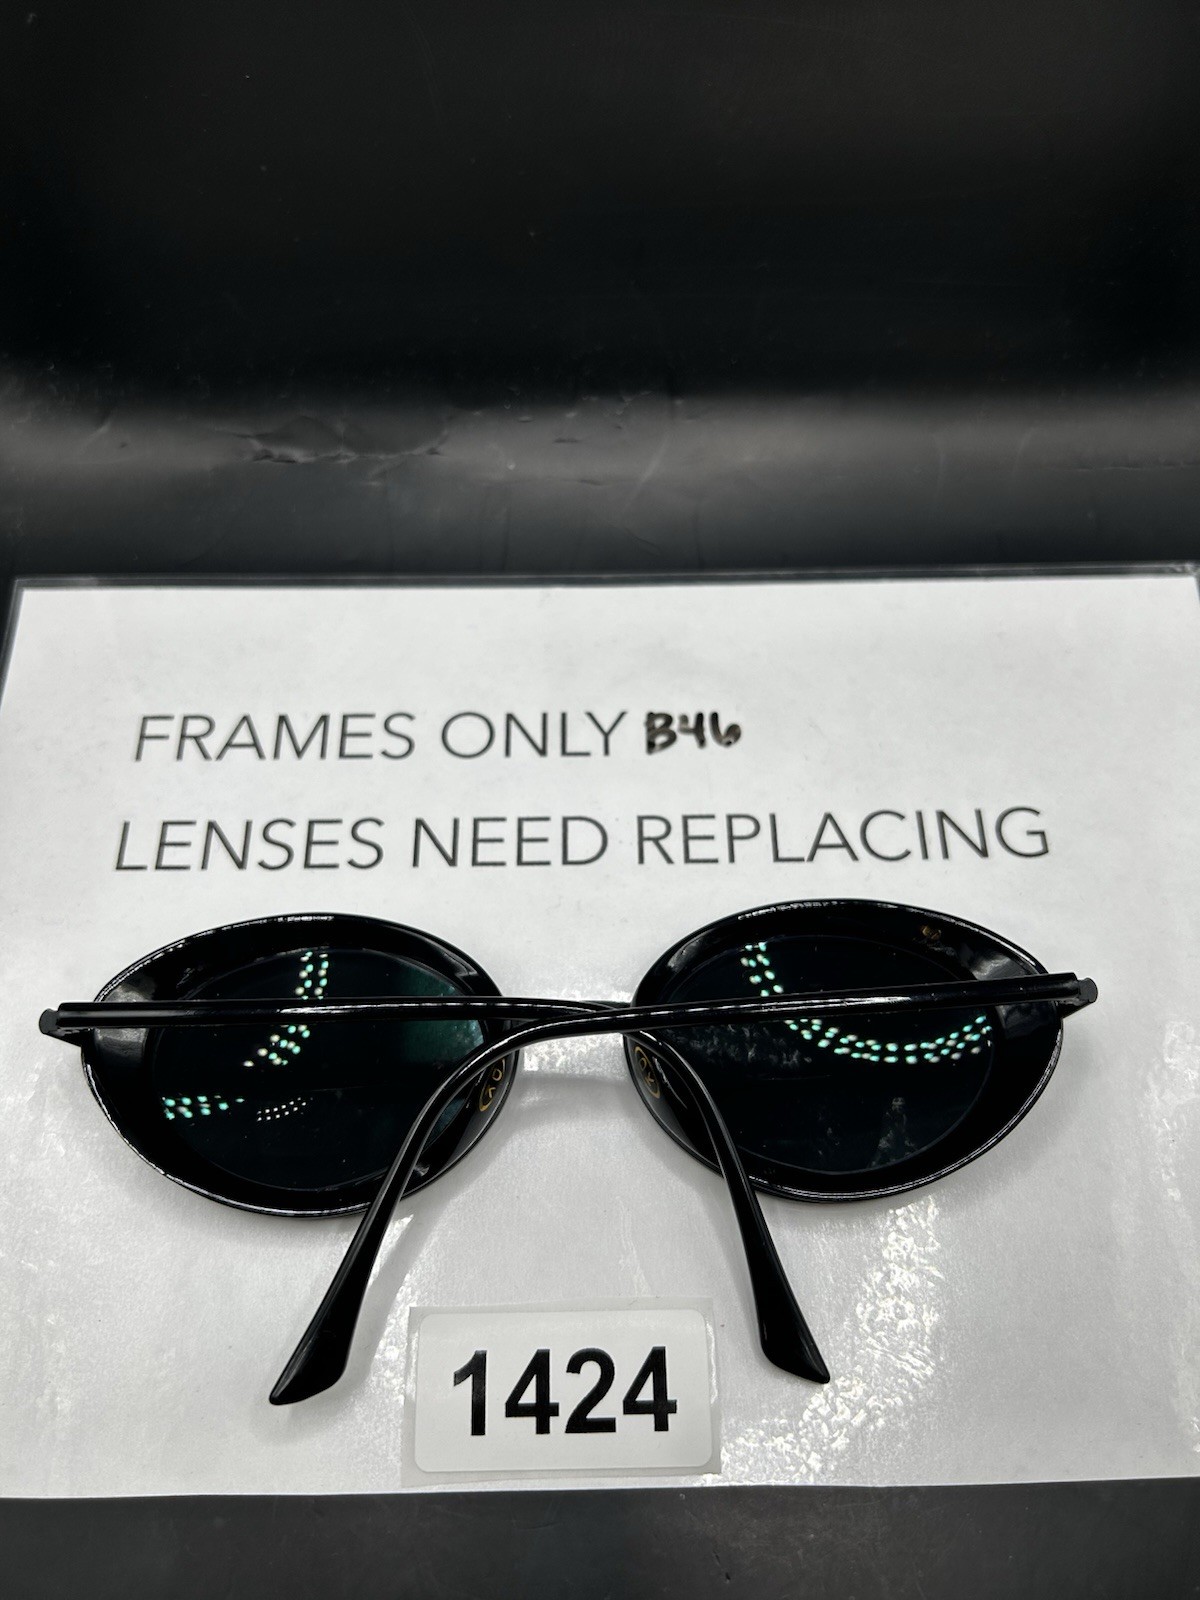 FRAMES ONLY B46
LENSES NEED REPLACING
1424